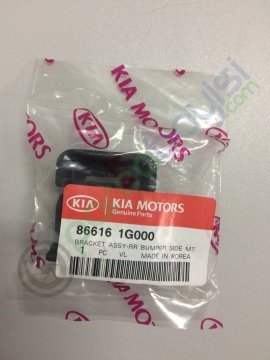 KIA MOTORS
KIA
KIA MOTORS
Genuine Parts
86616 1G000
BRACKET ASSY-RR BUMPER SIDE MT
1 PC VL MADE IN KOREA